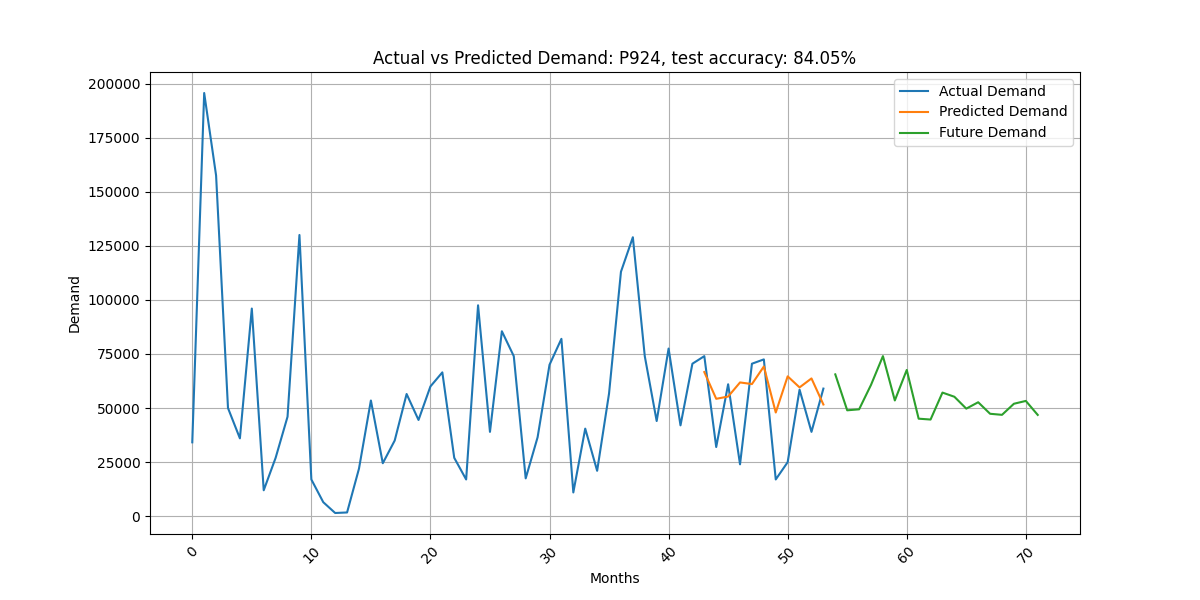 Actual vs Predicted Demand: P924, test accuracy: 84.05%
Actual Demand
Predicted Demand
Future Demand
Demand
200000
175000
150000
125000
100000
75000
50000
25000
0
0 10 20 30 40 50 60 70
Months